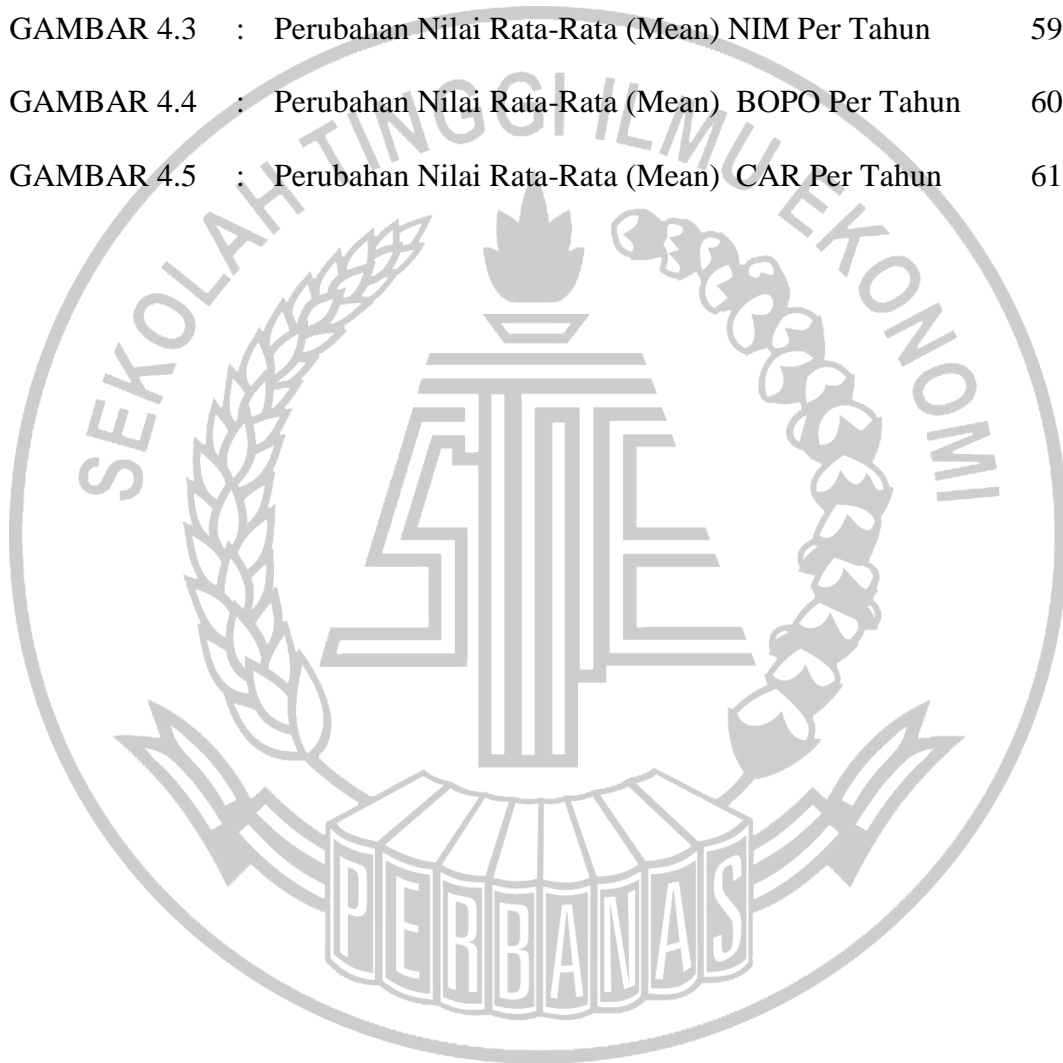 GAMBAR 4.3 : Perubahan Nilai Rata-Rata (Mean) NIM Per Tahun 59
GAMBAR 4.4 : Perubahan Nilai Rata-Rata (Mean) BOPO Per Tahun 60
GAMBAR 4.5 : Perubahan Nilai Rata-Rata (Mean) CAR Per Tahun 61
SEKOLAH TINGGI ILMU EKONOMI
STIE
PERBANAS